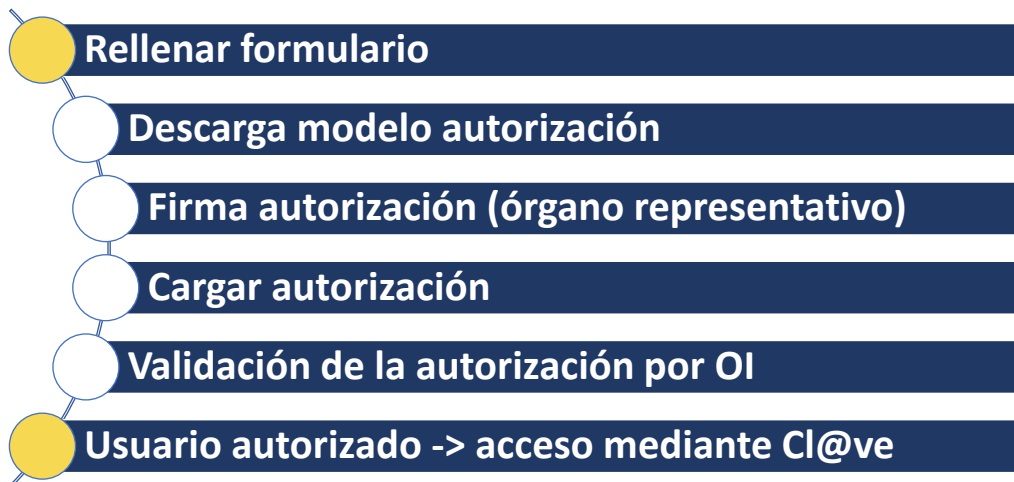 Rellenar formulario
Descarga modelo autorización
Firma autorización (órgano representativo)
Cargar autorización
Validación de la autorización por OI
Usuario autorizado -> acceso mediante Cl@ve